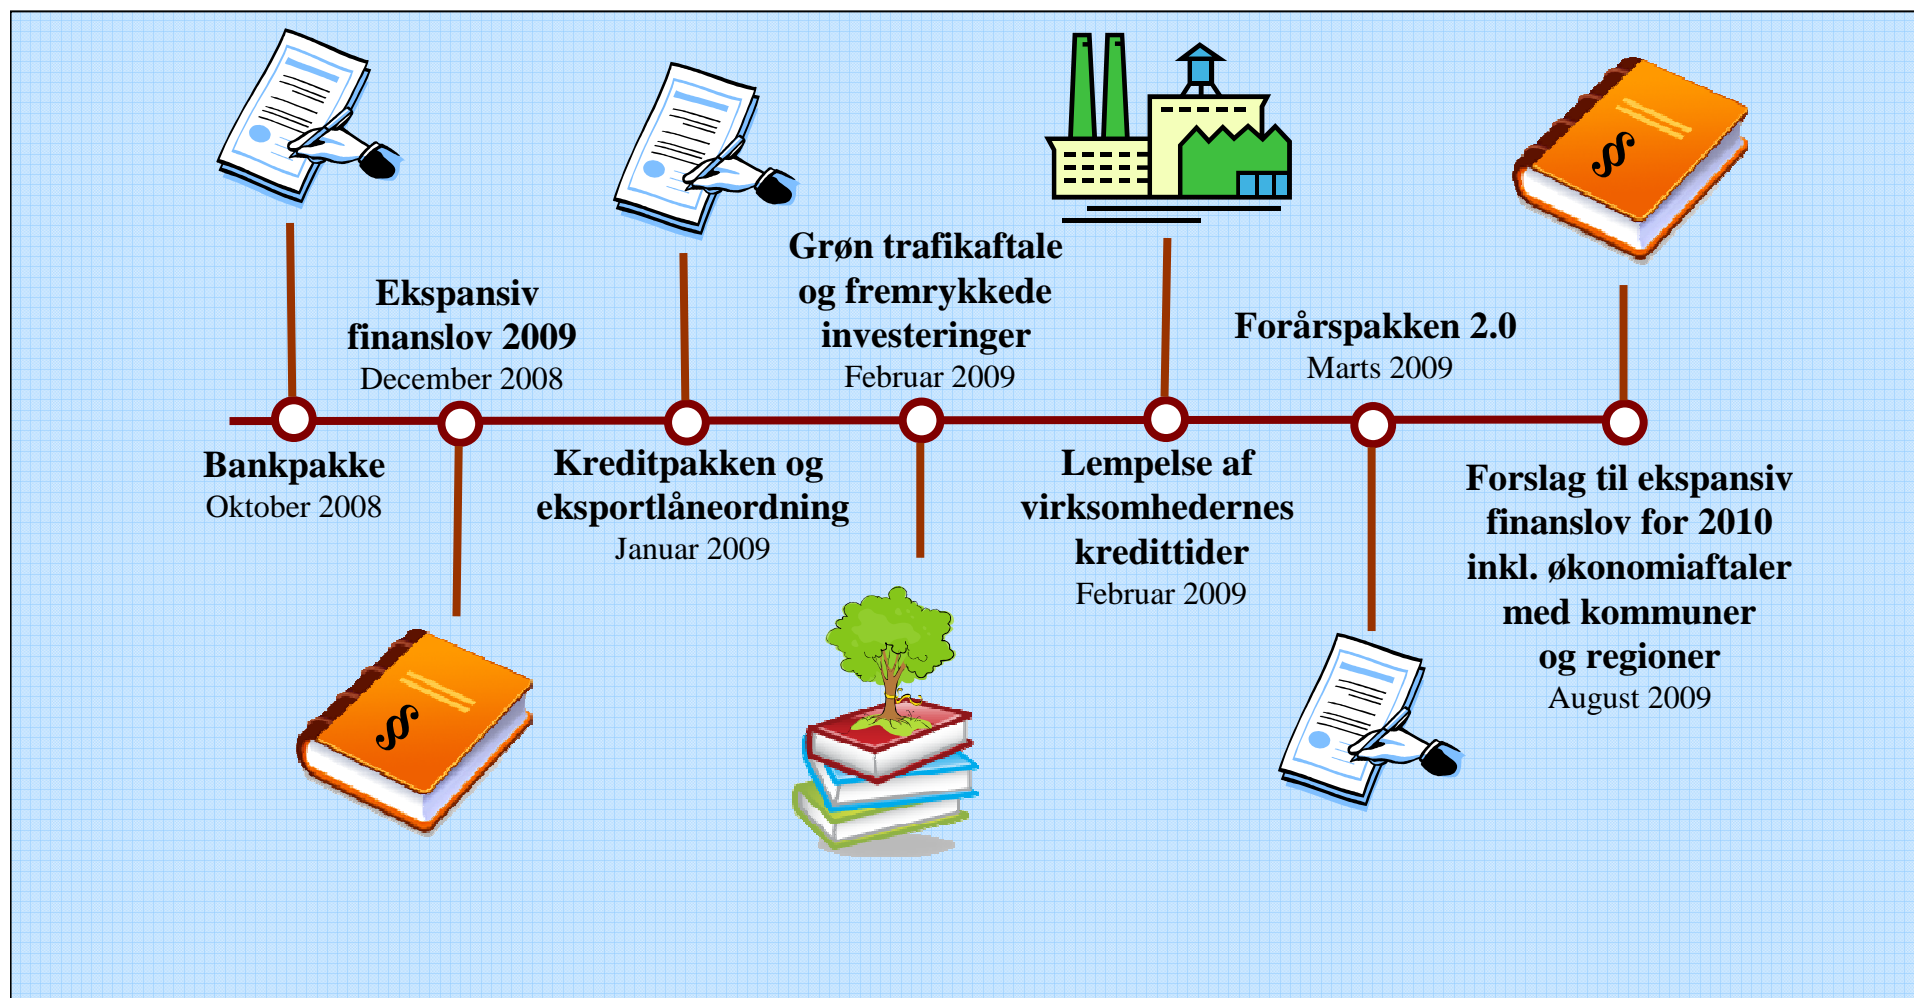 Bankpakke
Oktober 2008
Ekspansiv
finanslov 2009
December 2008
§
Kreditpakken og
eksportlåneordning
Januar 2009
Grøn trafikaftale
og fremrykkede
investeringer
Februar 2009
Lempelse af
virksomhedernes
kredittider
Februar 2009
Forårspakken 2.0
Marts 2009
§
Forslag til ekspansiv
finanslov for 2010
inkl. økonomiaftaler
med kommuner
og regioner
August 2009